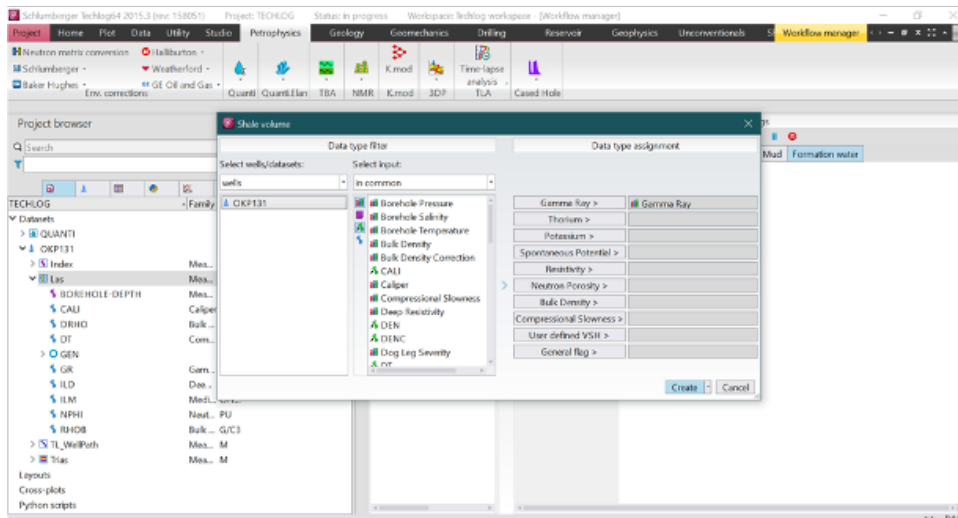 Schlumberger Techlog64 2015.3 (rev: 158051) Project: TECHLOG Status: in progress Workspace: Techlog workspace - [Workflow manager]
Project Home Plot Data Utility Studio Petrophysics Geology Geomechanics Drilling Reservoir Geophysics Unconventionals Workflow manager
Neutron matrix conversion Halliburton
Schlumberger Weatherford
Baker Hughes GE Oil and Gas
K.mod Time-lapse analysis
Env. corrections Quanti Quanti.Elan TBA NMR K.mod 3DP TLA Cased Hole
Project browser
Search
TECHLOG Family
Datasets
QUANTI
OKP131
Index Mea...
Las Mea...
BOREHOLE-DEPTH Mea...
CALI Caliper
DRHO Bulk...
DT Com...
GEN
GR Gam...
ILD Dee...
ILM Medi...
NPHI Neut... PU
RHOB Bulk... G/C3
TL_WellPath Mea... M
Trias Mea... M
Layouts
Cross-plots
Python scripts
Shale volume
Data type filter
Select wells/datasets: Select input:
wells In common
OKP131
Borehole Pressure
Borehole Salinity
Borehole Temperature
Bulk Density
Bulk Density Correction
CALI
Caliper
Compressional Slowness
Deep Resistivity
DEN
DENC
Dog Leg Severity
DT
Data type assignment
Gamma Ray > Gamma Ray
Thorium >
Potassium >
Spontaneous Potential >
Resistivity >
Neutron Porosity >
Bulk Density >
Compressional Slowness >
User defined VSH >
General flag >
Create Cancel
Mud Formation water